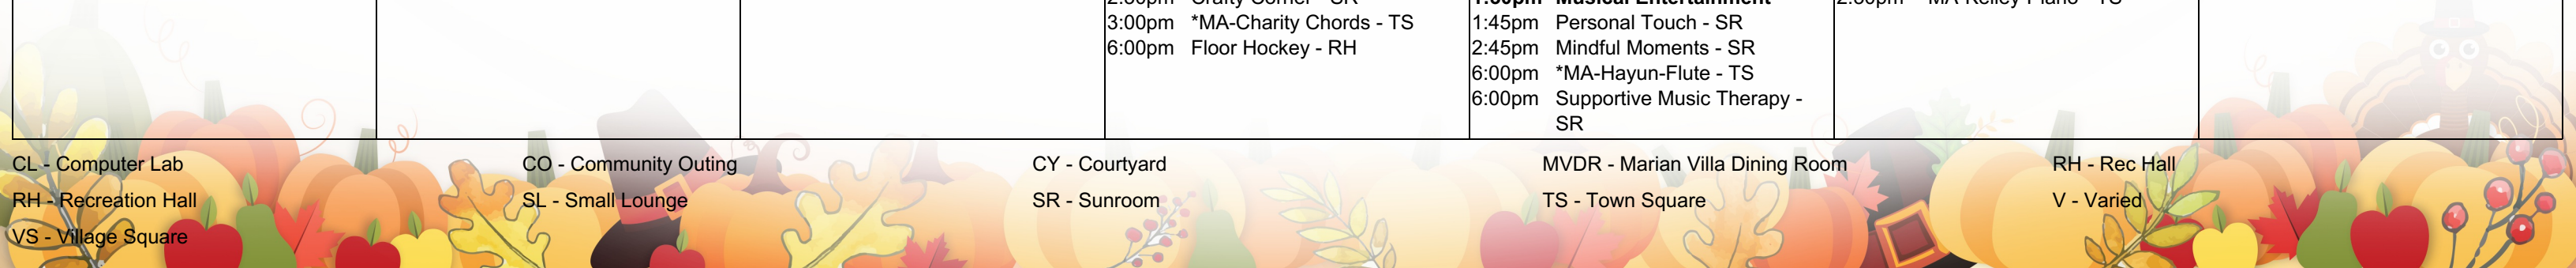 3:00pm *MA-Charity Chords - TS
6:00pm Floor Hockey - RH
1:45pm Personal Touch - SR
2:45pm Mindful Moments - SR
6:00pm *MA-Hayun-Flute - TS
6:00pm Supportive Music Therapy -
SR
CL - Computer Lab
CO - Community Outing
CY - Courtyard
MVDR - Marian Villa Dining Room
RH - Rec Hall
RH - Recreation Hall
SL - Small Lounge
SR - Sunroom
TS - Town Square
V - Varied
VS - Village Square